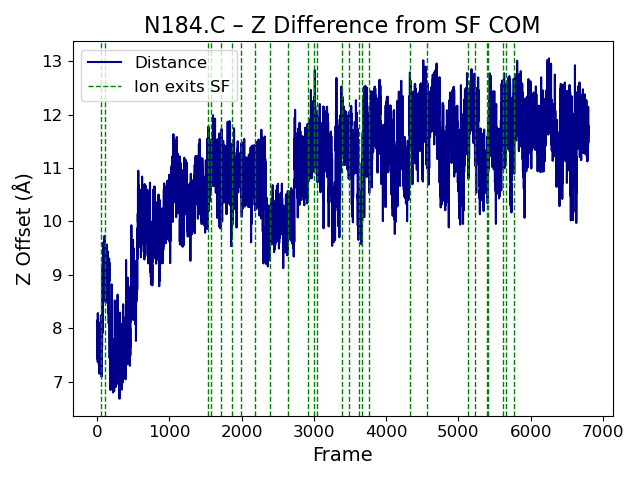 N184.C – Z Difference from SF COM
Distance
Ion exits SF
Z Offset (Å)
13
12
11
10
9
8
7
0 1000 2000 3000 4000 5000 6000 7000
Frame